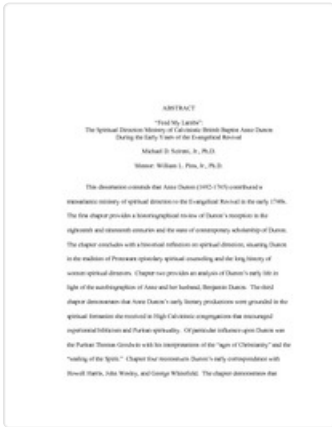 ABSTRACT
"Feed My Lambs":
The Spiritual Direction Ministry of Calvinistic British Baptist Anne Dutton
During the Early Years of the Evangelical Revival
Michael D. Sciretti, Jr., Ph.D.
Mentor: William L. Pitts, Jr., Ph.D.
This dissertation contends that Anne Dutton (1692-1765) contributed a
transatlantic ministry of spiritual direction to the Evangelical Revival in the early 1740s.
The first chapter provides a historiographical review of Dutton's reception in the
eighteenth and nineteenth centuries and the state of contemporary scholarship of Dutton.
The chapter concludes with a historical reflection on spiritual direction, situating Dutton
in the tradition of Protestant epistolary spiritual counseling and the long history of
women spiritual directors. Chapter two provides an analysis of Dutton's early life in
light of the autobiographies of Anne and her husband, Benjamin Dutton. The third
chapter demonstrates that Anne Dutton's early literary productions were grounded in the
spiritual formation she received in High Calvinistic congregations that encouraged
experiential biblicism and Puritan spirituality. Of particular influence upon Dutton was
the Puritan Thomas Goodwin with his interpretations of the "ages of Christianity" and the
"sealing of the Spirit." Chapter four reconstructs Dutton's early correspondence with
Howell Harris, John Wesley, and George Whitefield. The chapter demonstrates that